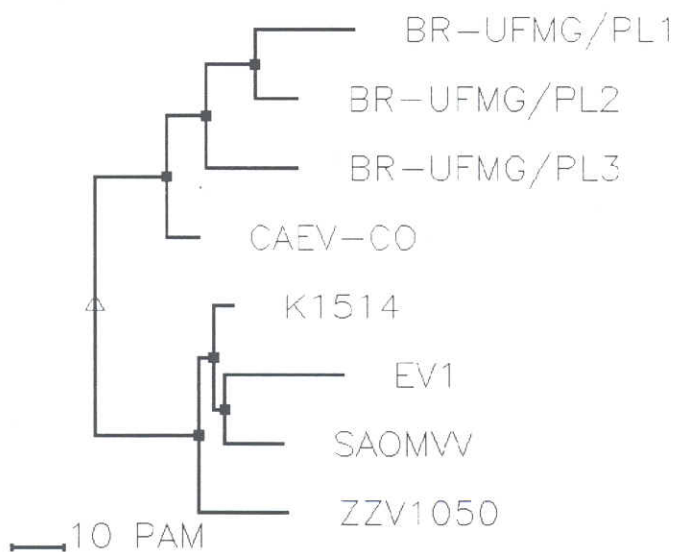 BR-UFMG/PL1
BR-UFMG/PL2
BR-UFMG/PL3
CAEV-CO
K1514
EV1
SAOMVV
ZZV1050
10 PAM